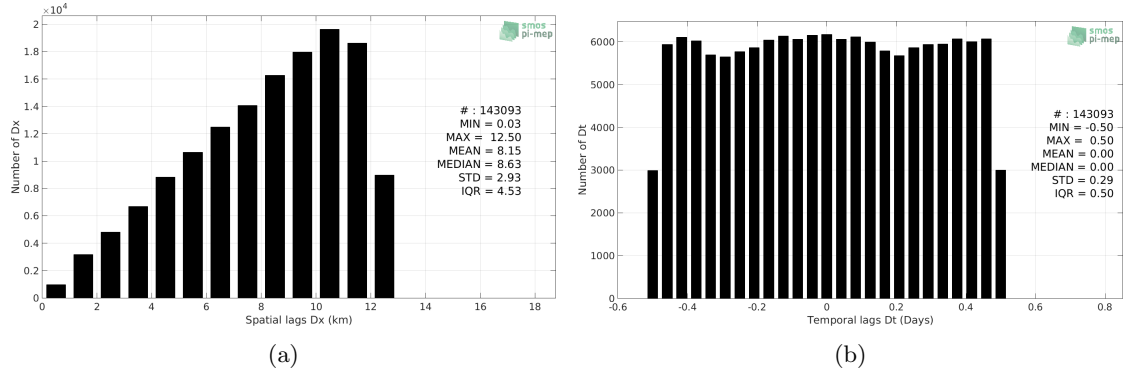 ×10⁴
2
1.8
1.6
1.4
1.2
1
0.8
0.6
0.4
0.2
0
Number of Dx
smos
pi-mep
# : 143093
MIN = 0.03
MAX = 12.50
MEAN = 8.15
MEDIAN = 8.63
STD = 2.93
IQR = 4.53
0 2 4 6 8 10 12 14 16 18
Spatial lags Dx (km)
(a)
6000
5000
4000
3000
2000
1000
0
Number of Dt
smos
pi-mep
# : 143093
MIN = -0.50
MAX = 0.50
MEAN = 0.00
MEDIAN = 0.00
STD = 0.29
IQR = 0.50
-0.6 -0.4 -0.2 0 0.2 0.4 0.6 0.8
Temporal lags Dt (Days)
(b)